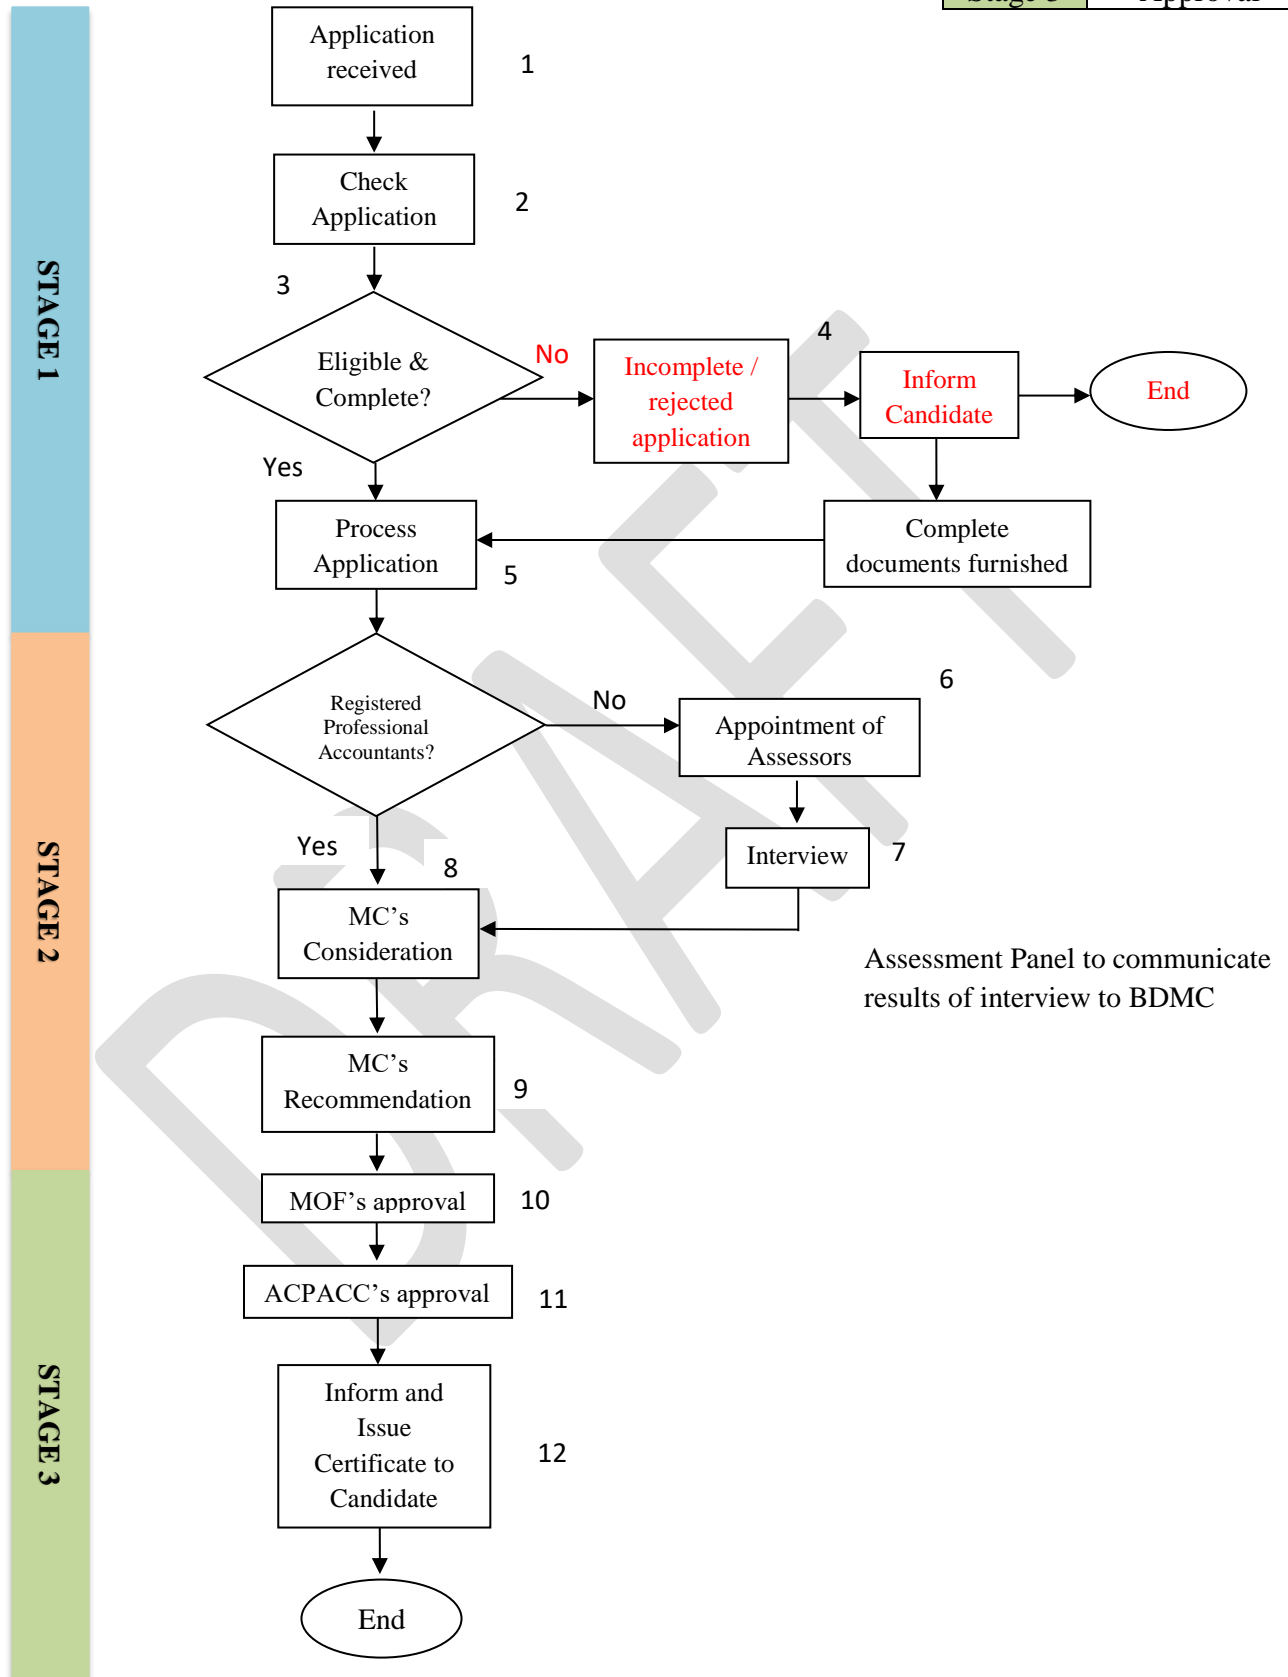 Stage 3 Approval
Application
received
1
Check
Application
2
3
Eligible &
Complete?
No
Incomplete /
rejected
application
4
Inform
Candidate
End
Yes
Process
Application
5
Complete
documents furnished
STAGE 1
Registered
Professional
Accountants?
No
6
Appointment of
Assessors
Interview
7
Yes
8
MC's
Consideration
Assessment Panel to communicate
results of interview to BDMC
MC's
Recommendation
9
STAGE 2
MOF's approval
10
ACPACC's approval
11
Inform and
Issue
Certificate to
Candidate
12
End
STAGE 3
DRAFT